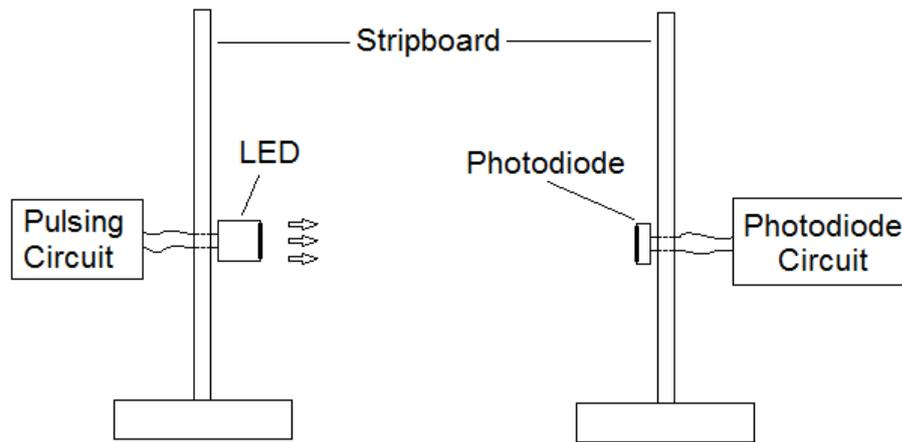 Stripboard
LED
Photodiode
Pulsing
Circuit
Photodiode
Circuit